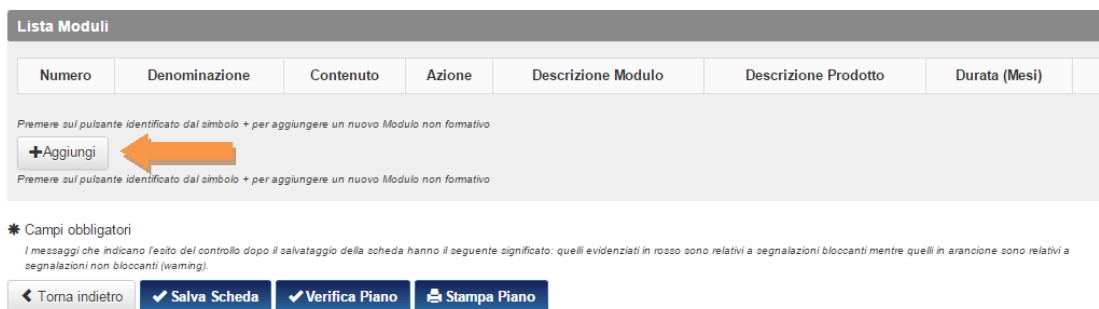 Lista Moduli
Numero Denominazione Contenuto Azione Descrizione Modulo Descrizione Prodotto Durata (Mesi)
Premere sul pulsante identificato dal simbolo + per aggiungere un nuovo Modulo non formativo
+Aggiungi
Premere sul pulsante identificato dal simbolo + per aggiungere un nuovo Modulo non formativo
✱ Campi obbligatori
I messaggi che indicano l'esito del controllo dopo il salvataggio della scheda hanno il seguente significato: quelli evidenziati in rosso sono relativi a segnalazioni bloccanti mentre quelli in arancione sono relativi a
segnalazioni non bloccanti (warning).
Torna indietro Salva Scheda Verifica Piano Stampa Piano